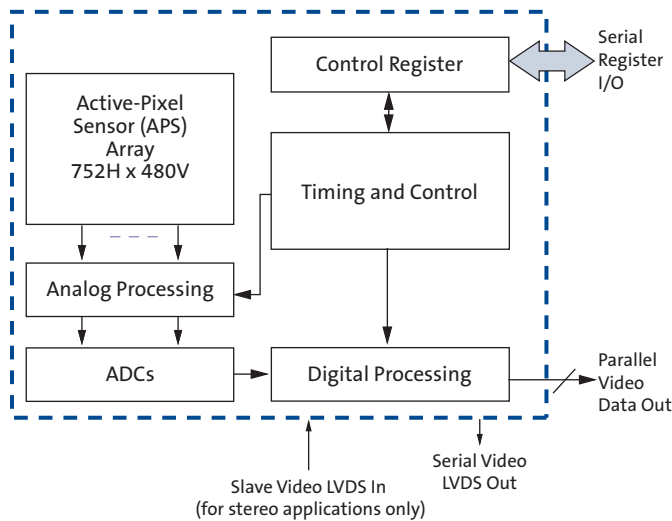 Control Register
Serial
Register
I/O
Active-Pixel
Sensor (APS)
Array
752H x 480V
Timing and Control
Analog Processing
ADCs
Digital Processing
Parallel
Video
Data Out
Slave Video LVDS In
(for stereo applications only)
Serial Video
LVDS Out